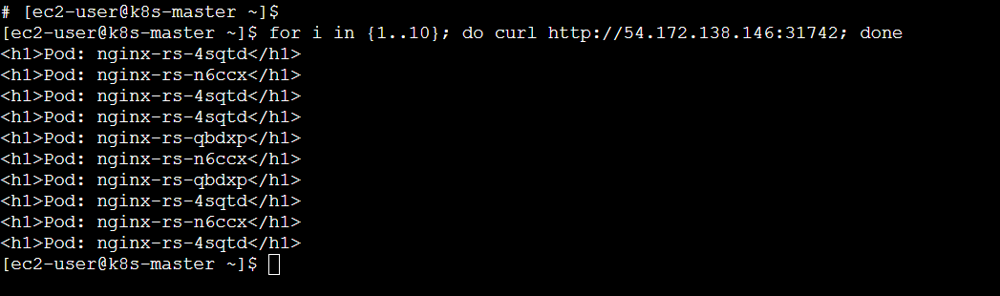 # [ec2-user@k8s-master ~]$
[ec2-user@k8s-master ~]$ for i in {1..10}; do curl http://54.172.138.146:31742; done
<h1>Pod: nginx-rs-4sqtd</h1>
<h1>Pod: nginx-rs-n6ccx</h1>
<h1>Pod: nginx-rs-4sqtd</h1>
<h1>Pod: nginx-rs-4sqtd</h1>
<h1>Pod: nginx-rs-qbdxp</h1>
<h1>Pod: nginx-rs-n6ccx</h1>
<h1>Pod: nginx-rs-qbdxp</h1>
<h1>Pod: nginx-rs-4sqtd</h1>
<h1>Pod: nginx-rs-n6ccx</h1>
<h1>Pod: nginx-rs-4sqtd</h1>
[ec2-user@k8s-master ~]$